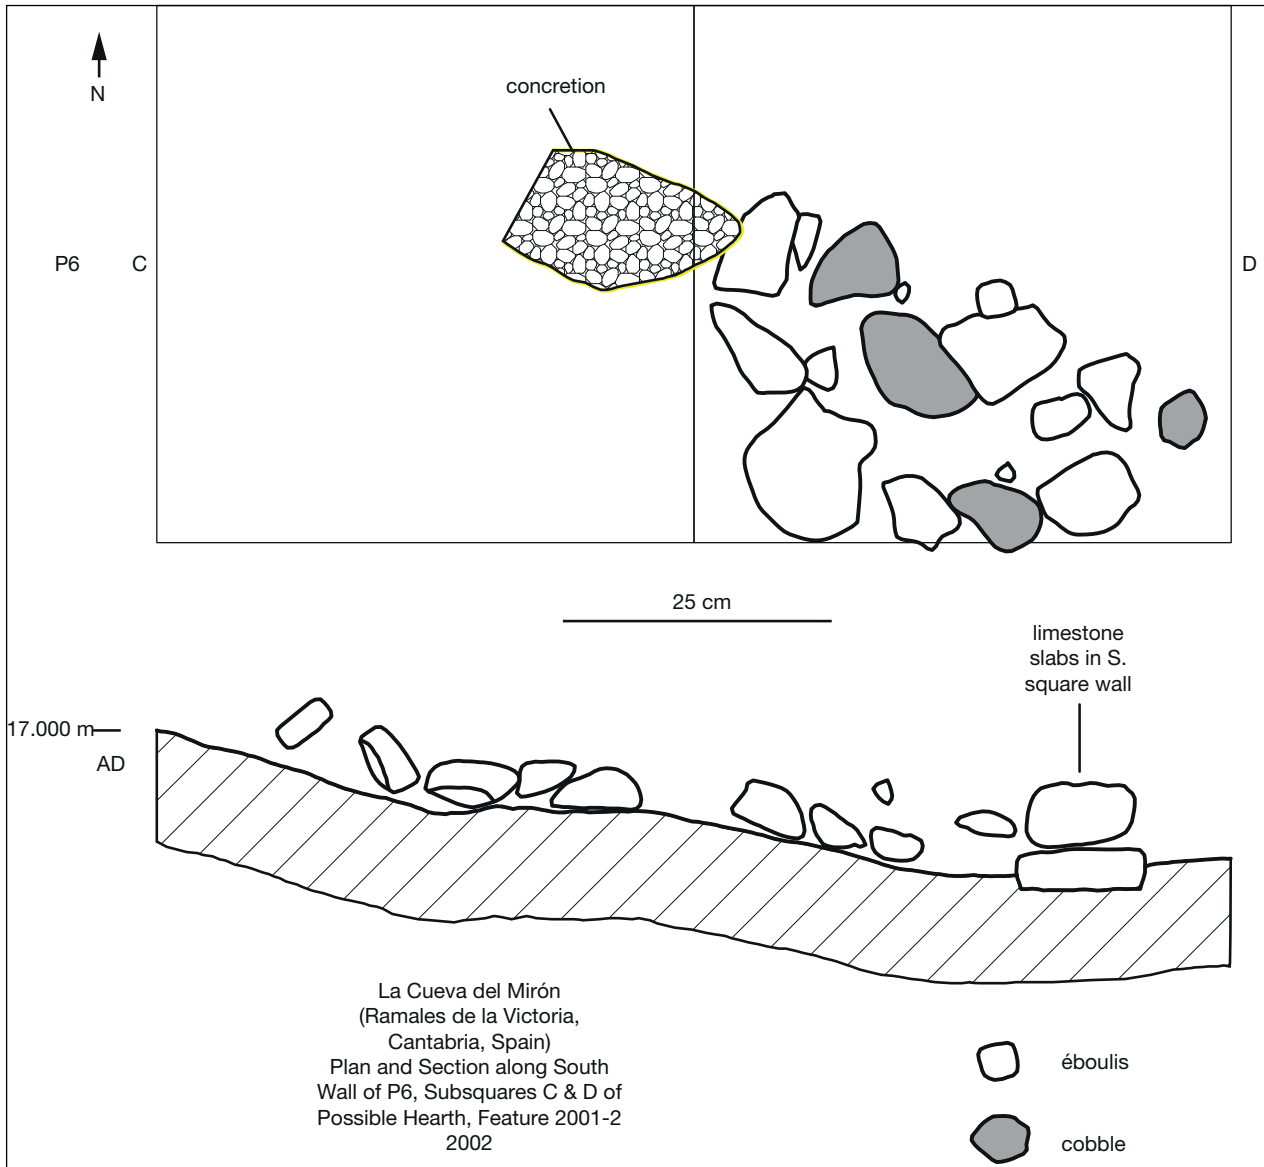 N
concretion
P6
C
D
25 cm
limestone
slabs in S.
square wall
17.000 m
AD
La Cueva del Mirón
(Ramales de la Victoria,
Cantabria, Spain)
Plan and Section along South
Wall of P6, Subsquares C & D of
Possible Hearth, Feature 2001-2
2002
éboulis
cobble